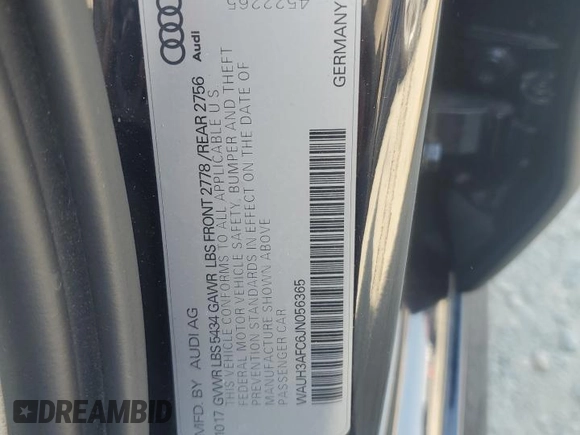 MFD. BY AUDI AG
GVWR LBS 5434 GAWR LBS FRONT 2778 / REAR 2756
THIS VEHICLE CONFORMS TO ALL APPLICABLE U S
FEDERAL MOTOR VEHICLE SAFETY, BUMPER AND THEFT
PREVENTION STANDARDS IN EFFECT ON THE DATE OF
MANUFACTURE SHOWN ABOVE
PASSENGER CAR
WAUH3AFC6JN056365
Audi
GERMANY
DREAMBID